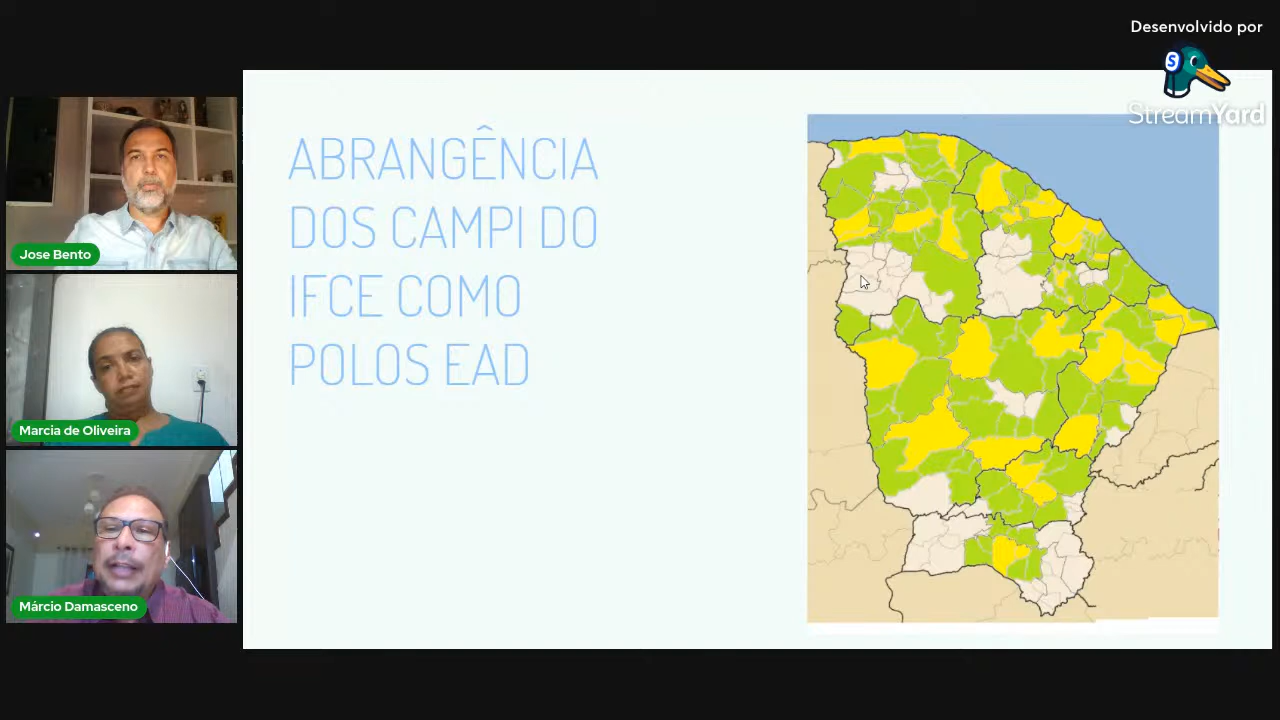 Desenvolvido por
StreamYard
ABRANGÊNCIA
DOS CAMPI DO
IFCE COMO
POLOS EAD
Jose Bento
Marcia de Oliveira
Márcio Damasceno